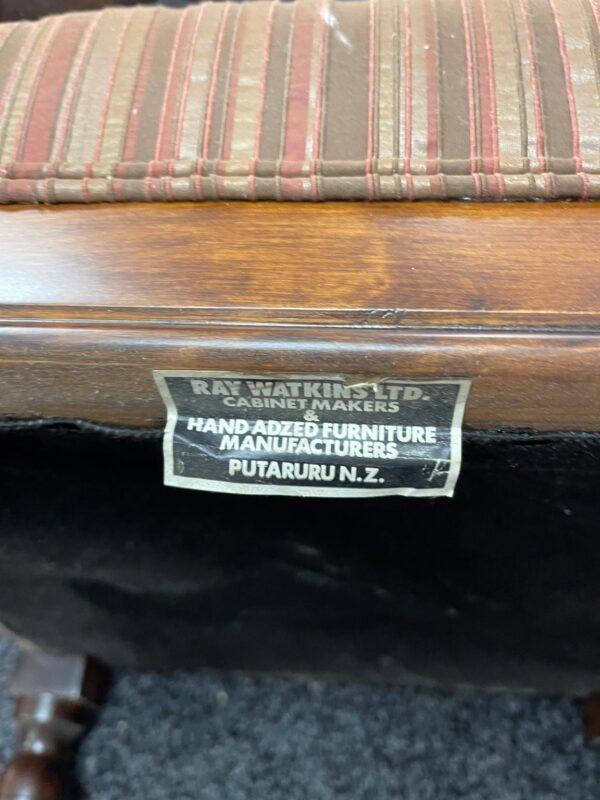 RAY WATKINS LTD.
CABINET MAKERS
&
HAND ADZED FURNITURE
MANUFACTURERS
PUTARURU N.Z.